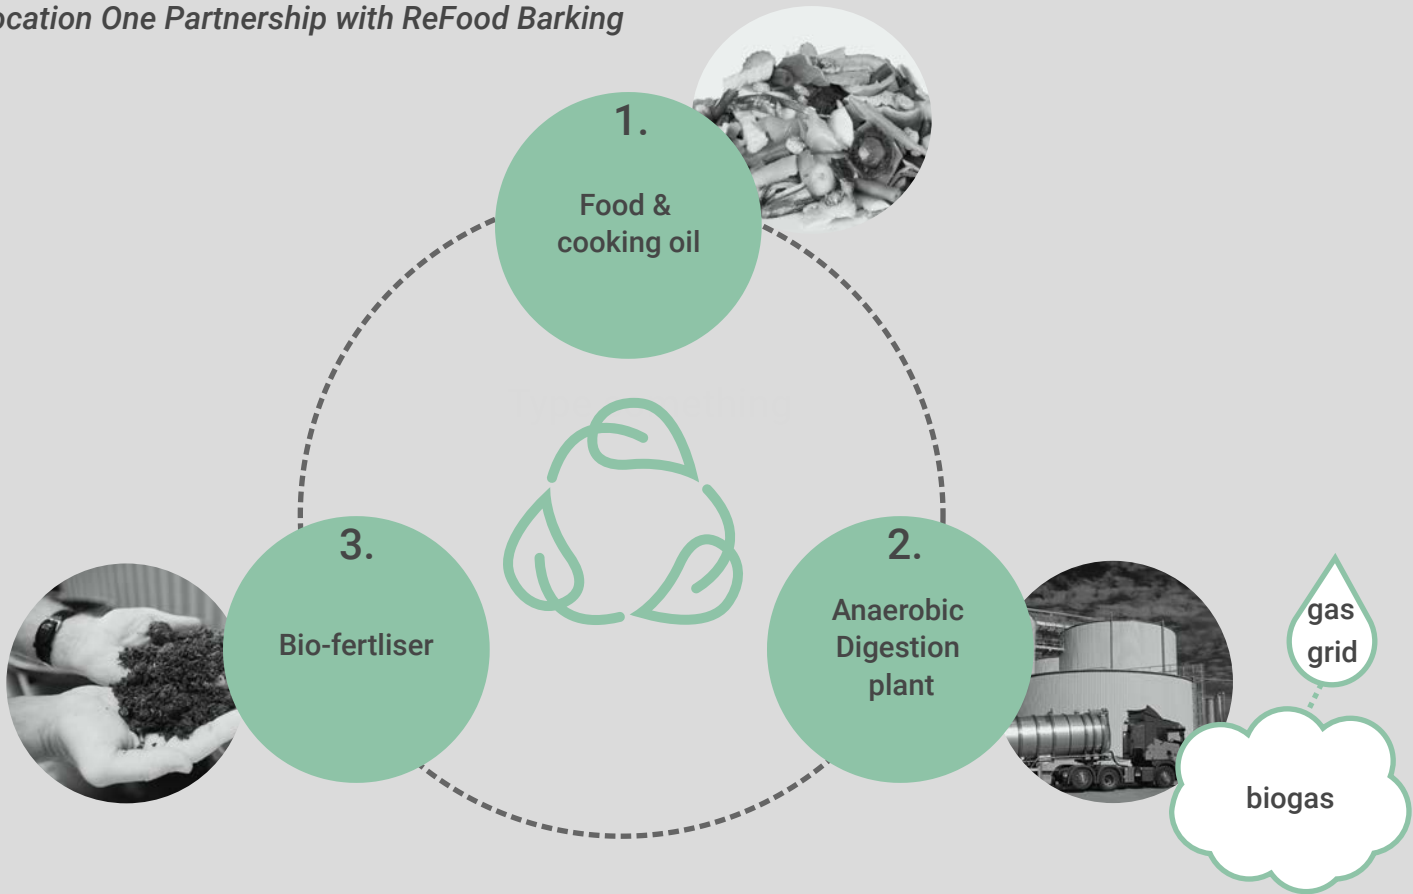 ocation One Partnership with ReFood Barking
1.
Food &
cooking oil
2.
Anaerobic
Digestion
plant
gas
grid
biogas
3.
Bio-fertliser